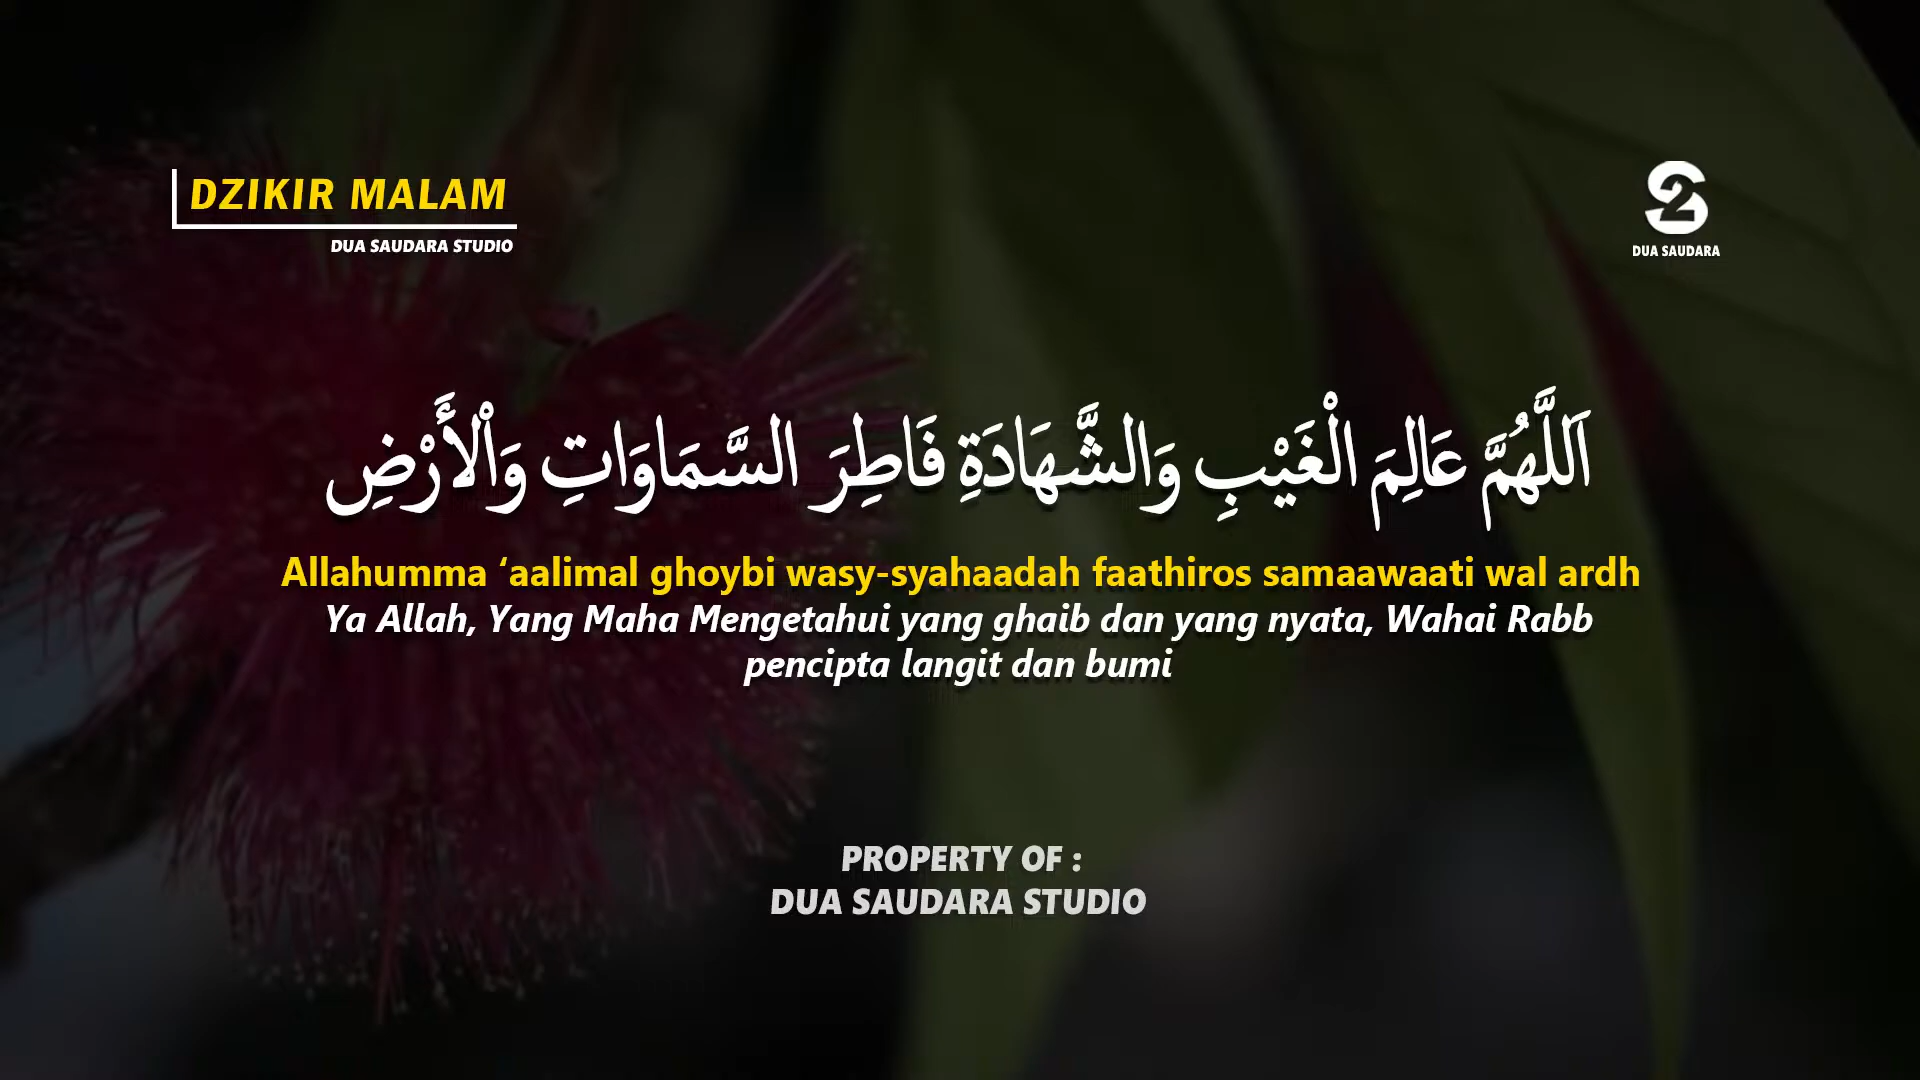 DZIKIR MALAM
DUA SAUDARA STUDIO
S2
DUA SAUDARA
اَللَّهُمَّ عَالِمَ الْغَيْبِ وَالشَّهَادَةِ فَاطِرَ السَّمَاوَاتِ وَاْلأَرْضِ
Allahumma ‘aalimal ghoybi wasy-syahaadah faathiros samaawaati wal ardh
Ya Allah, Yang Maha Mengetahui yang ghaib dan yang nyata, Wahai Rabb
pencipta langit dan bumi
PROPERTY OF :
DUA SAUDARA STUDIO